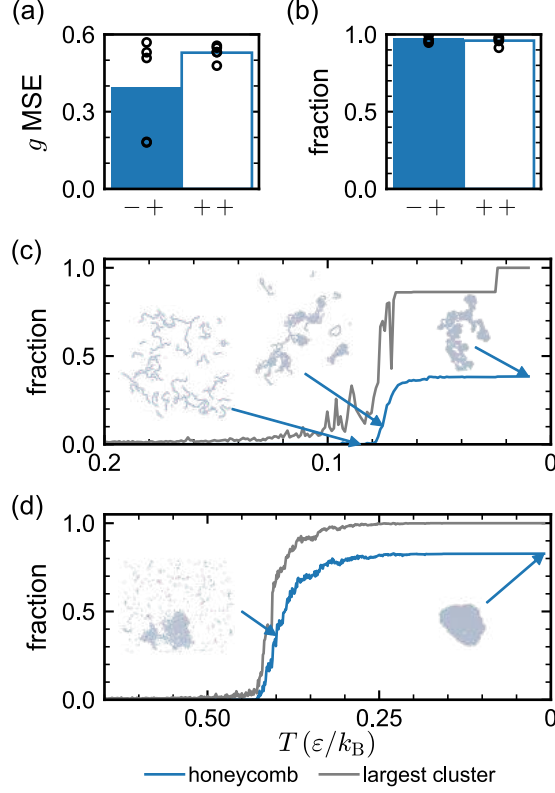 (a)
(b)
0.6
0.3
0.0
g MSE
− +
+ +
1.0
0.5
0.0
fraction
− +
+ +
(c)
1.0
0.5
0.0
fraction
0.2
0.1
0
(d)
1.0
0.5
0.0
fraction
0.50
0.25
0
T (ε/kB)
honeycomb
largest cluster